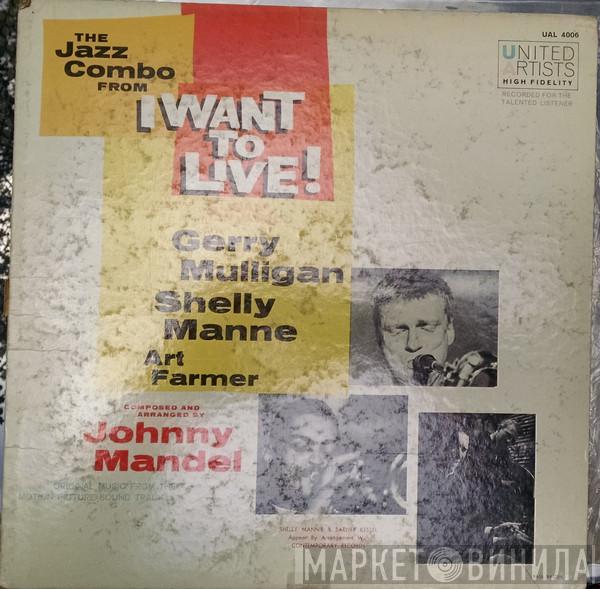 THE
Jazz
Combo
FROM
I WANT
TO
LIVE!
UAL 4006
UNITED
ARTISTS
HIGH FIDELITY
RECORDED FOR THE
TALENTED LISTENER
Gerry
Mulligan
Shelly
Manne
Art
Farmer
COMPOSED AND
ARRANGED BY
Johnny
Mandel
ORIGINAL MUSIC FROM THE
MOTION PICTURE SOUND TRACK
SHELLY MANNE & BARNEY KESSEL
Appear By Arrangement W
CONTEMPORARY RECORDS
МАРКЕТ ВИНИЛА